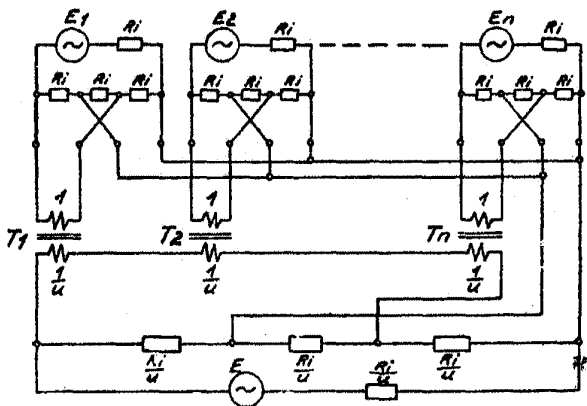 E1 Ri E2 Ri En Ri
Ri Ri Ri Ri Ri Ri Ri Ri Ri
1 1 1
T1 T2 Tn
1/u 1/u 1/u
Ri/u Ri/u Ri/u
E Ri/u